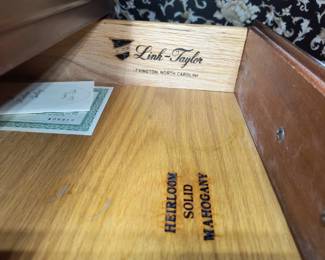 Link-Taylor
LEXINGTON, NORTH CAROLINA
HEIRLOOM
SOLID
MAHOGANY